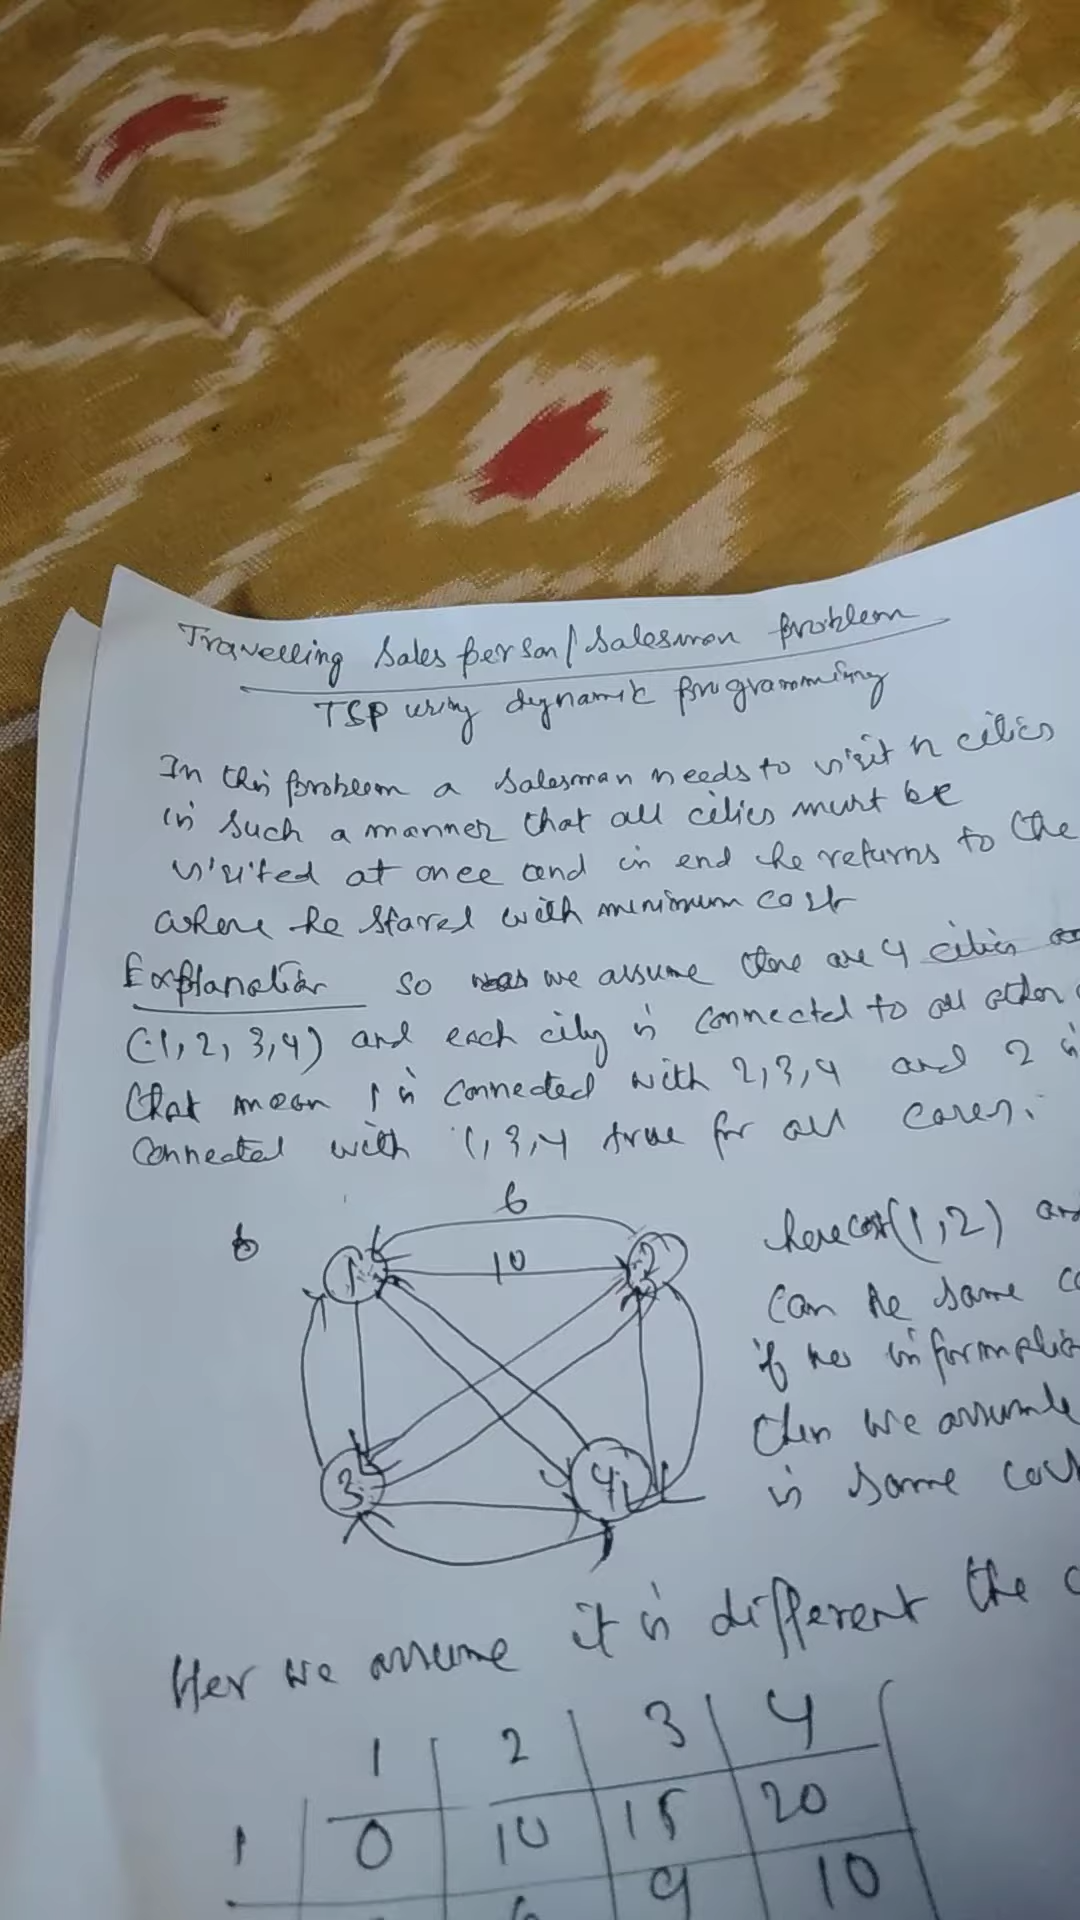 Travelling Sales person / Salesman problem
TSP using dynamic programming
In this problem a salesman needs to visit n cities
in such a manner that all cities must be
visited at once and in end he returns to the
where he stared with minimum cost
Explanation so we assume there are 4 cities
(1, 2, 3, 4) and each city is connected to all other
that mean 1 is connected with 2, 3, 4 and 2 is
connected with 1, 3, 4 true for all cases.
6
1 10 2
3 4
here cost(1, 2)
can be same
if no
then we assume
is same
Her we assume it is different the
1 2 3 4
1 0 10 15 20
9 10